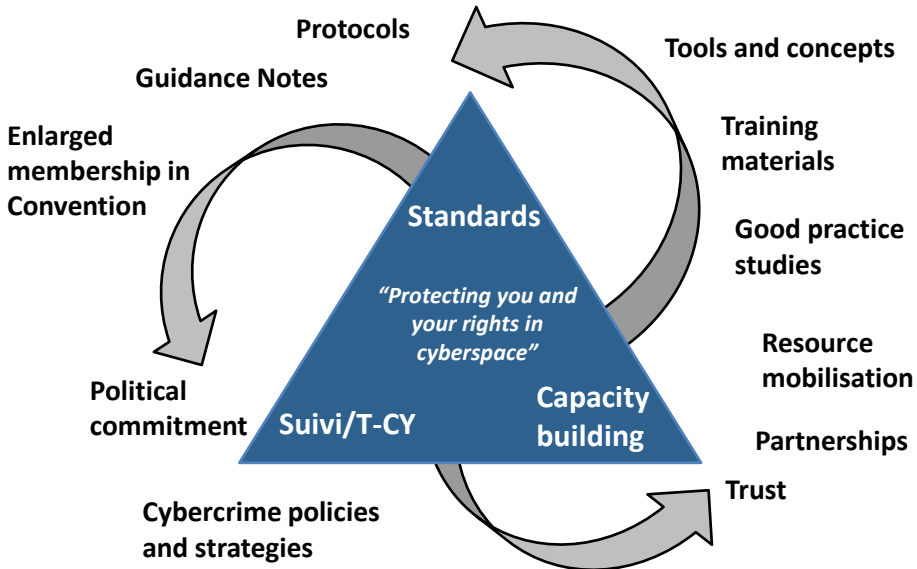 Protocols
Tools and concepts
Guidance Notes
Enlarged
membership in
Convention
Training
materials
Standards
Good practice
studies
“Protecting you and
your rights in
cyberspace”
Resource
mobilisation
Political
commitment
Suivi/T-CY
Capacity
building
Partnerships
Trust
Cybercrime policies
and strategies